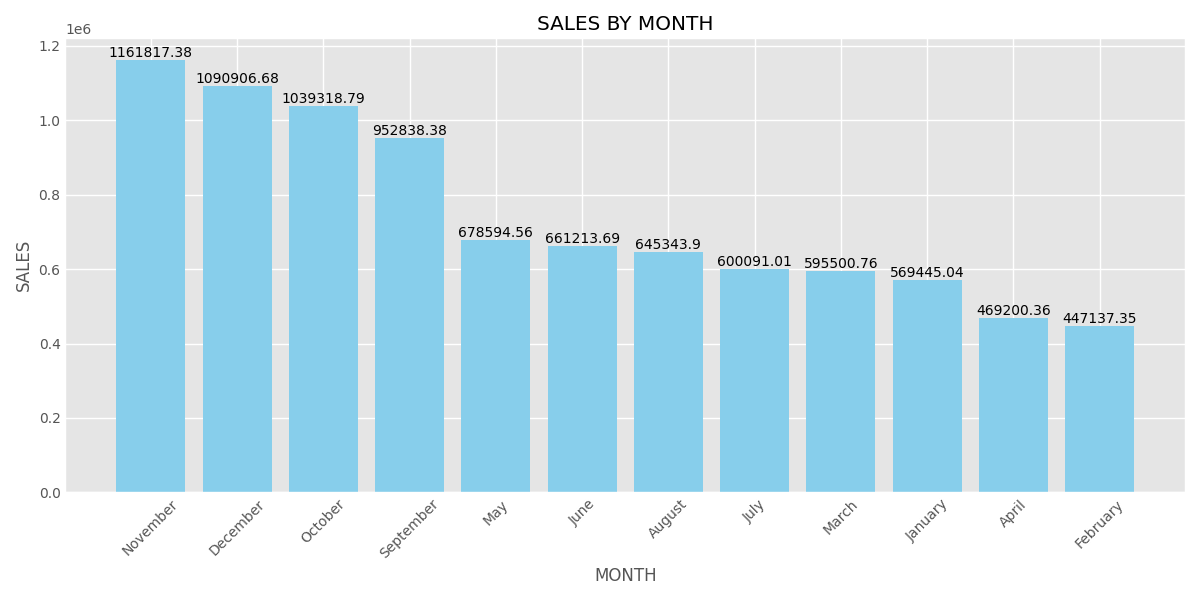 SALES BY MONTH
1e6
1.2
1.0
0.8
0.6
0.4
0.2
0.0
SALES
1161817.38
1090906.68
1039318.79
952838.38
678594.56
661213.69
645343.9
600091.01
595500.76
569445.04
469200.36
447137.35
November
December
October
September
May
June
August
July
March
January
April
February
MONTH